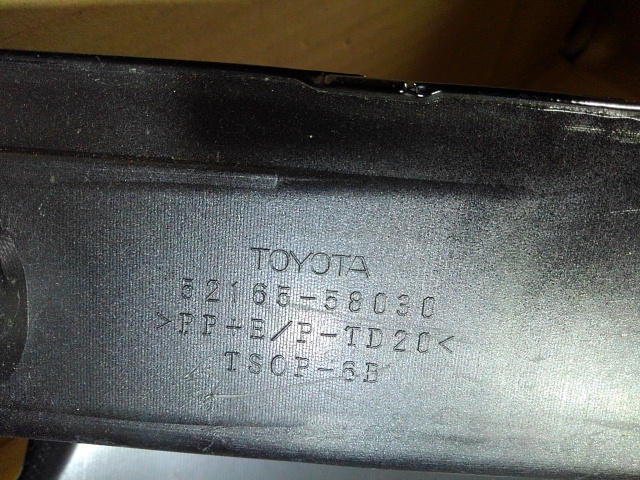 TOYOTA
52165-58030
>PP+E/P-TD20<
TSOP-6B